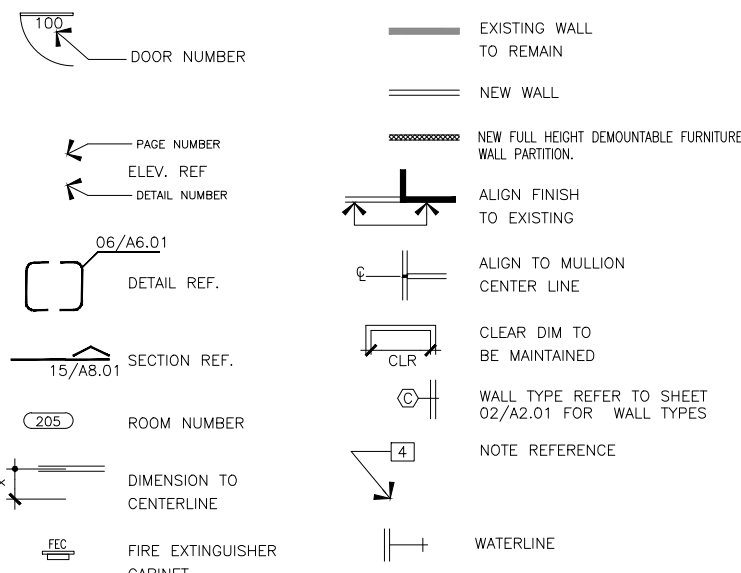 100
DOOR NUMBER
PAGE NUMBER
ELEV. REF
DETAIL NUMBER
06/A6.01
DETAIL REF.
15/A8.01
SECTION REF.
205
ROOM NUMBER
X
DIMENSION TO
CENTERLINE
FEC
FIRE EXTINGUISHER
CABINET
EXISTING WALL
TO REMAIN
NEW WALL
NEW FULL HEIGHT DEMOUNTABLE FURNITURE
WALL PARTITION.
ALIGN FINISH
TO EXISTING
℄
ALIGN TO MULLION
CENTER LINE
CLR
CLEAR DIM TO
BE MAINTAINED
C
WALL TYPE REFER TO SHEET
02/A2.01 FOR WALL TYPES
4
NOTE REFERENCE
WATERLINE